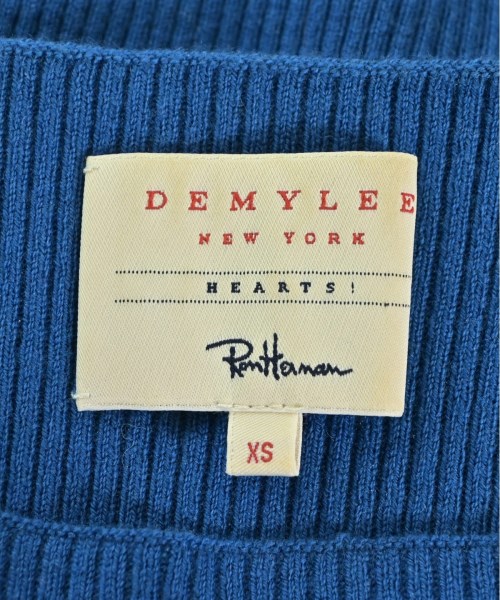 DEMYLEE
NEW YORK
HEARTS!
Ron Herman
XS